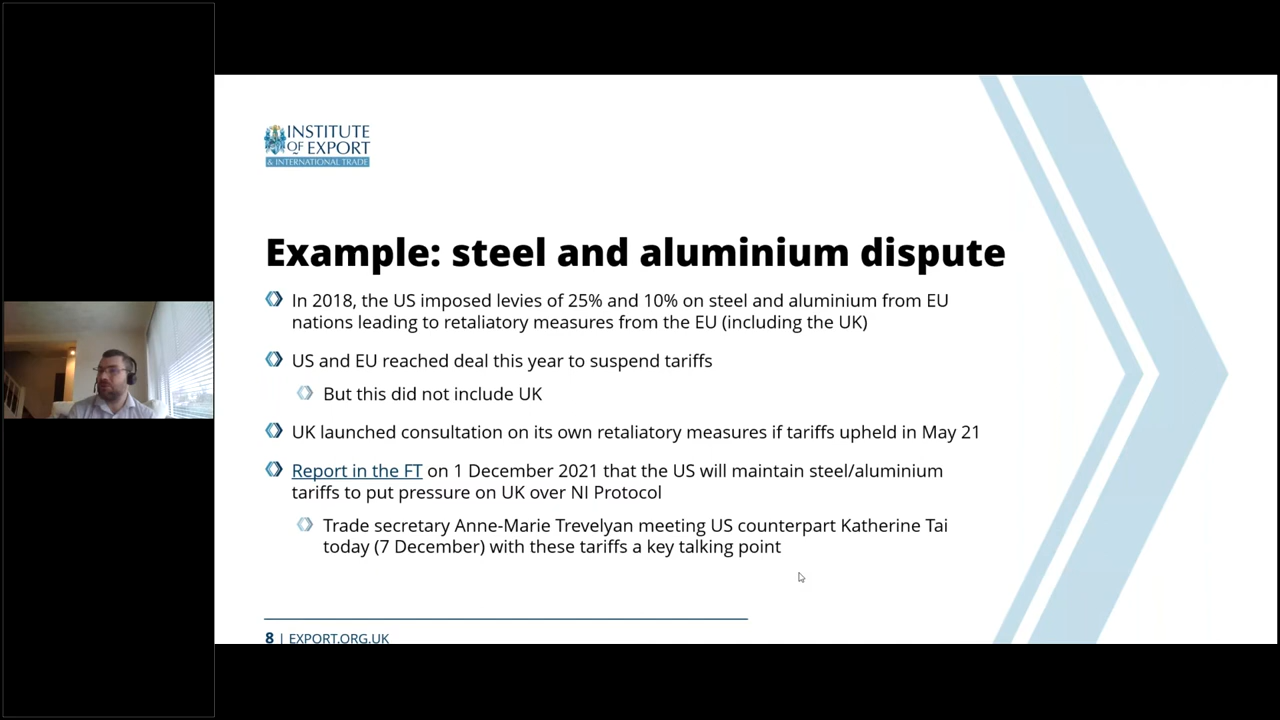 INSTITUTE
OF EXPORT
& INTERNATIONAL TRADE
Example: steel and aluminium dispute
In 2018, the US imposed levies of 25% and 10% on steel and aluminium from EU
nations leading to retaliatory measures from the EU (including the UK)
US and EU reached deal this year to suspend tariffs
But this did not include UK
UK launched consultation on its own retaliatory measures if tariffs upheld in May 21
Report in the FT on 1 December 2021 that the US will maintain steel/aluminium
tariffs to put pressure on UK over NI Protocol
Trade secretary Anne-Marie Trevelyan meeting US counterpart Katherine Tai
today (7 December) with these tariffs a key talking point
8 | EXPORT.ORG.UK